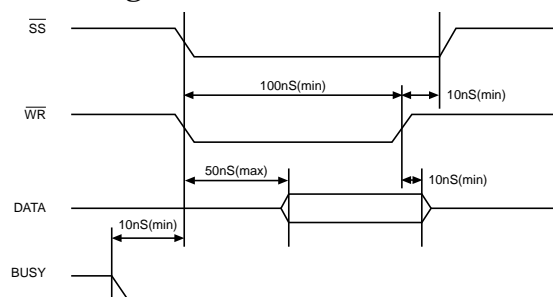 SS
100nS(min)
10nS(min)
WR
50nS(max)
10nS(min)
DATA
10nS(min)
BUSY